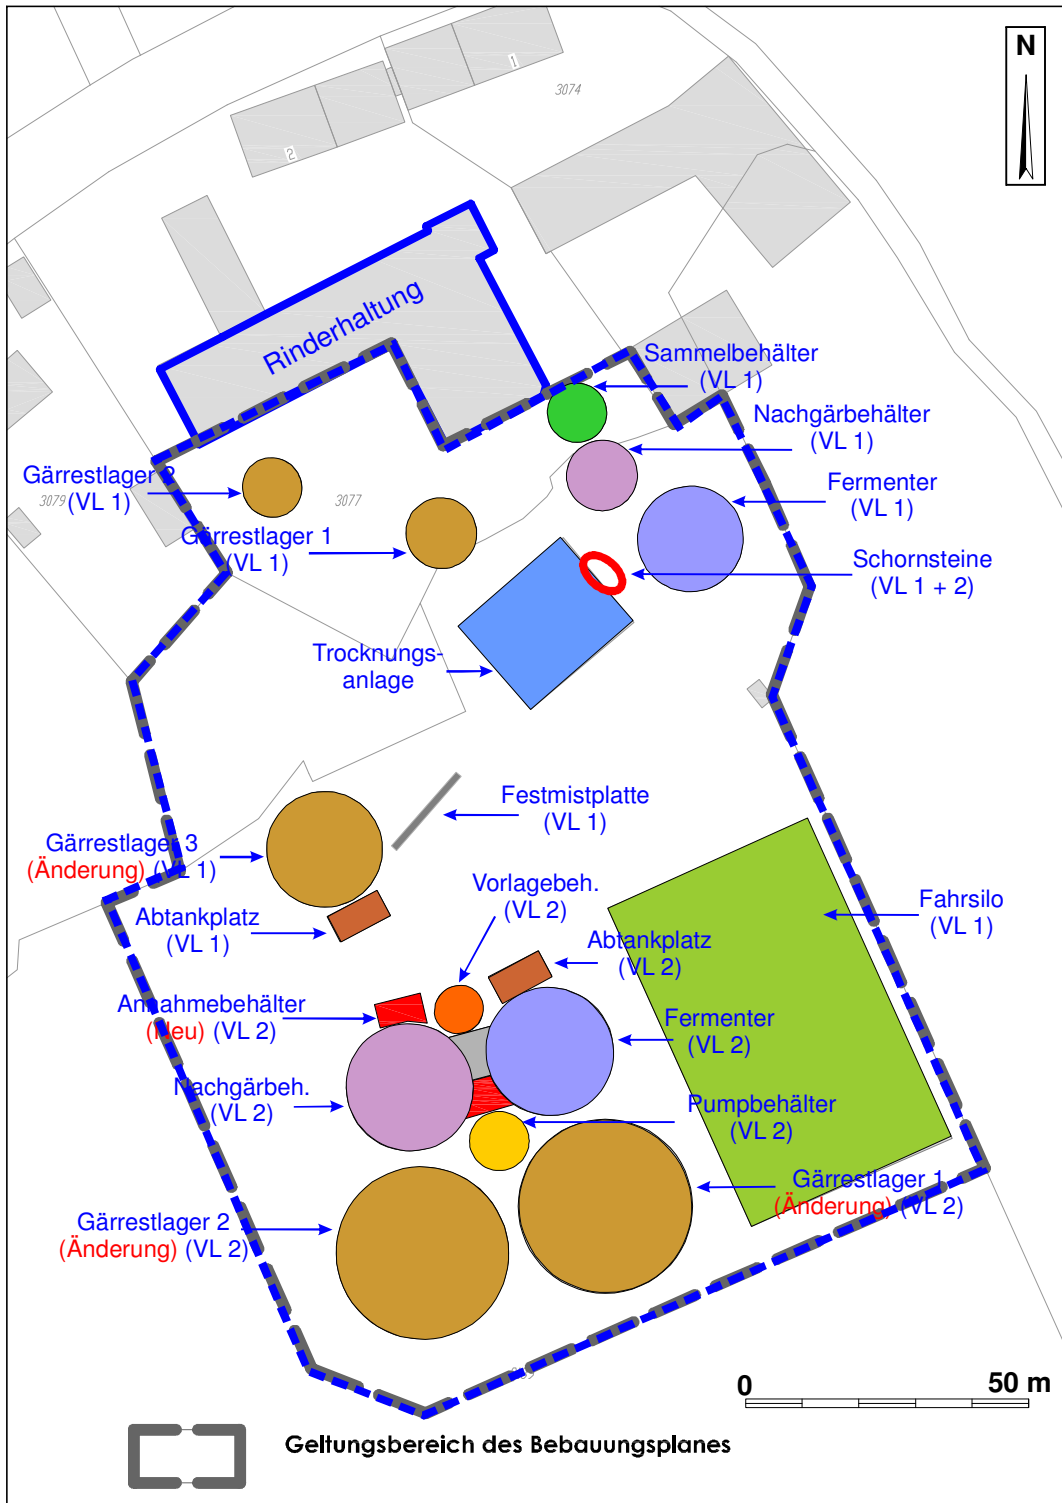 N
1
3074
2
Rinderhaltung
Sammelbehälter
(VL 1)
Nachgärbehälter
(VL 1)
Gärrestlager 2
(VL 1)
3079
3077
Fermenter
(VL 1)
Gärrestlager 1
(VL 1)
Schornsteine
(VL 1 + 2)
Trocknungs-
anlage
Festmistplatte
(VL 1)
Gärrestlager 3
(Änderung) (VL 1)
Vorlagebeh.
(VL 2)
Fahrsilo
(VL 1)
Abtankplatz
(VL 1)
Abtankplatz
(VL 2)
Annahmebehälter
(Neu) (VL 2)
Fermenter
(VL 2)
Nachgärbeh.
(VL 2)
Pumpbehälter
(VL 2)
Gärrestlager 1
(Änderung) (VL 2)
Gärrestlager 2
(Änderung) (VL 2)
0 50 m
Geltungsbereich des Bebauungsplanes